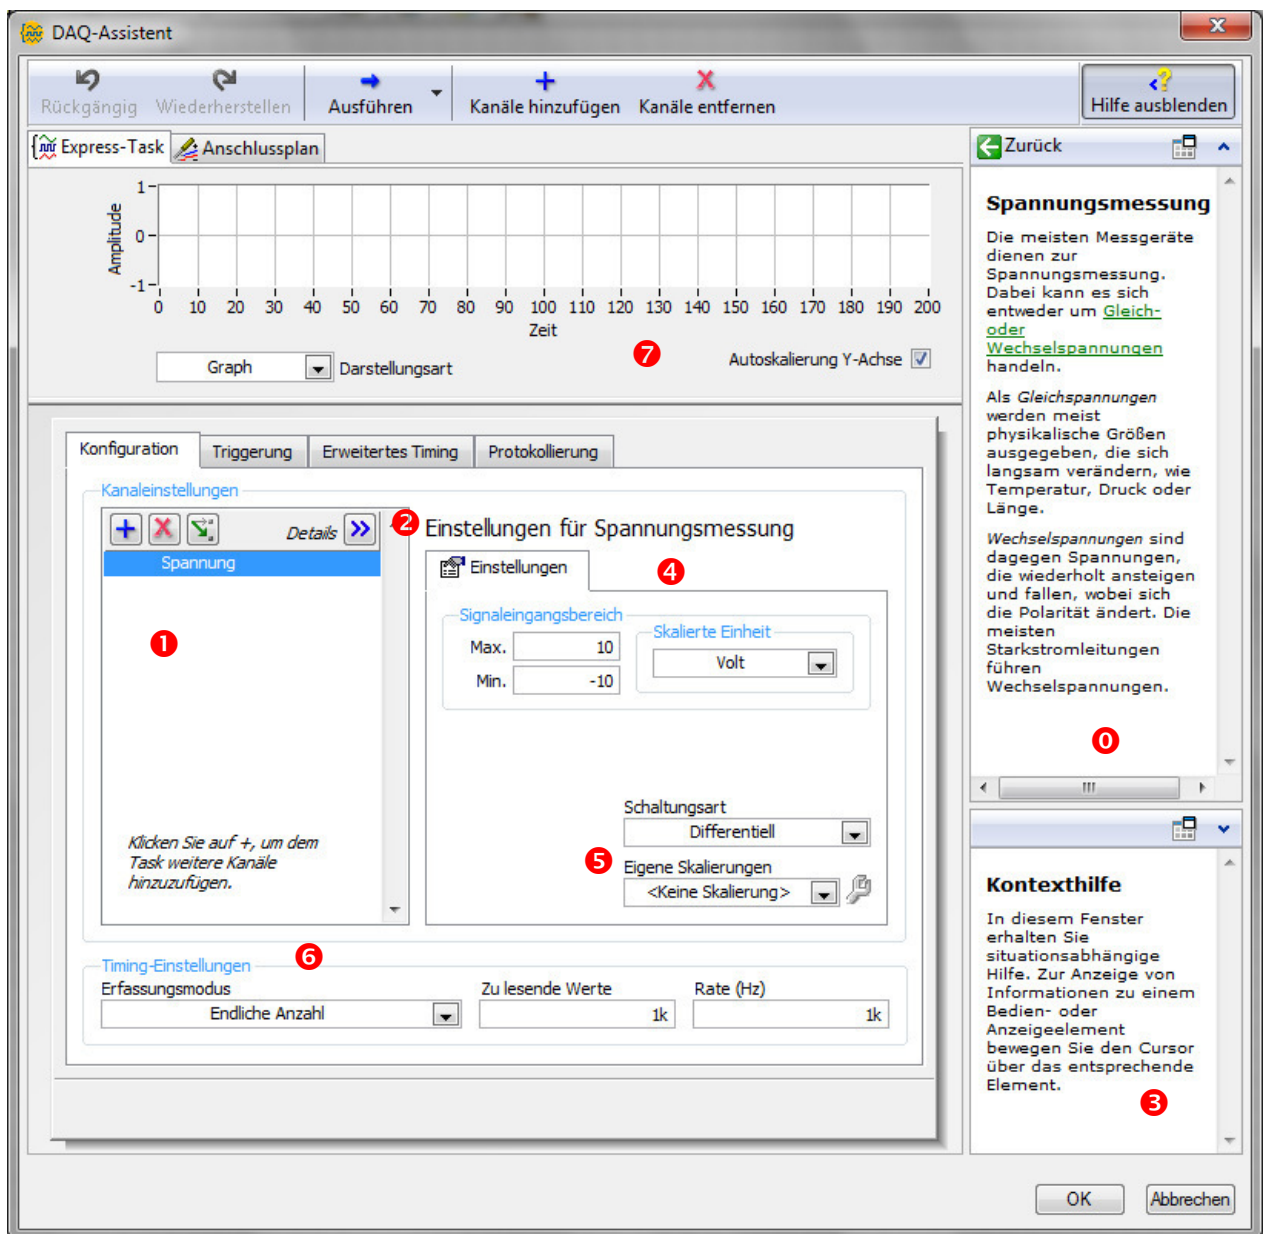 DAQ-Assistent
Rückgängig Wiederherstellen Ausführen Kanäle hinzufügen Kanäle entfernen Hilfe ausblenden
Express-Task Anschlussplan
1
0
-1
Amplitude
0 10 20 30 40 50 60 70 80 90 100 110 120 130 140 150 160 170 180 190 200
Zeit
7
Graph Darstellungsart Autoskalierung Y-Achse
Konfiguration Triggerung Erweitertes Timing Protokollierung
Kanaleinstellungen
Details
2
Spannung
1
Klicken Sie auf +, um dem
Task weitere Kanäle
hinzuzufügen.
Einstellungen für Spannungsmessung
Einstellungen
4
Signaleingangsbereich
Max. 10
Min. -10
Skalierte Einheit
Volt
Schaltungsart
Differentiell
5
Eigene Skalierungen
<Keine Skalierung>
6
Timing-Einstellungen
Erfassungsmodus Zu lesende Werte Rate (Hz)
Endliche Anzahl 1k 1k
Zurück
Spannungsmessung
Die meisten Messgeräte
dienen zur
Spannungsmessung.
Dabei kann es sich
entweder um Gleich-
oder
Wechselspannungen
handeln.
Als Gleichspannungen
werden meist
physikalische Größen
ausgegeben, die sich
langsam verändern, wie
Temperatur, Druck oder
Länge.
Wechselspannungen sind
dagegen Spannungen,
die wiederholt ansteigen
und fallen, wobei sich
die Polarität ändert. Die
meisten
Starkstromleitungen
führen
Wechselspannungen.
0
Kontexthilfe
In diesem Fenster
erhalten Sie
situationsabhängige
Hilfe. Zur Anzeige von
Informationen zu einem
Bedien- oder
Anzeigeelement
bewegen Sie den Cursor
über das entsprechende
Element.
3
OK Abbrechen